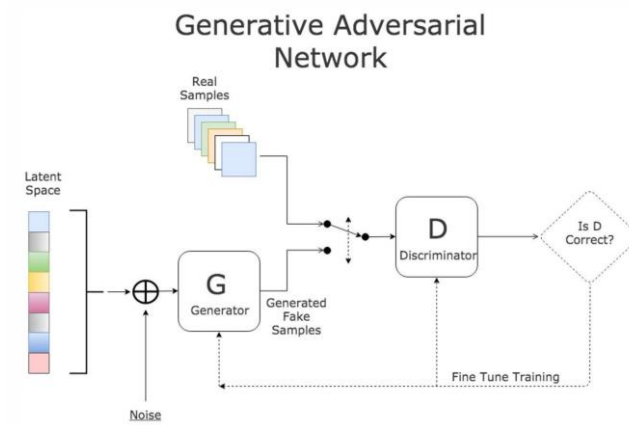 Generative Adversarial
Network
Real
Samples
Latent
Space
Is D
Correct?
D
Discriminator
G
Generator
Generated
Fake
Samples
Fine Tune Training
Noise